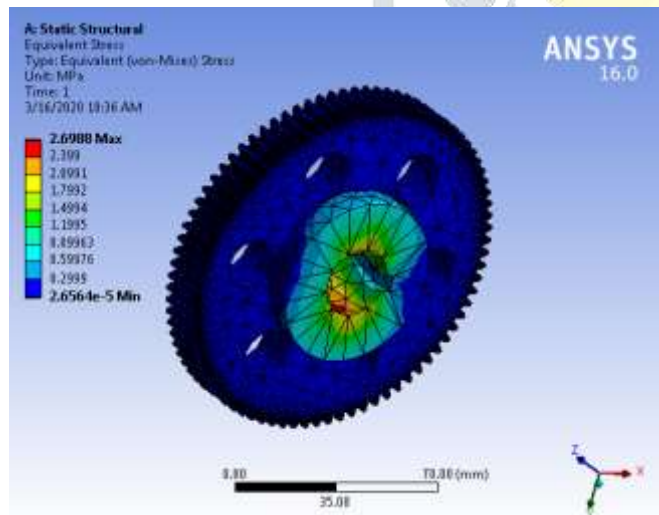 A: Static Structural
Equivalent Stress
Type: Equivalent (von-Mises) Stress
Unit: MPa
Time: 1
3/16/2020 10:36 AM
2.6988 Max
2.399
2.0991
1.7992
1.4994
1.1995
0.89963
0.59976
0.2999
2.6564e-5 Min
ANSYS
16.0
0.00
70.00 (mm)
35.00
Z
X